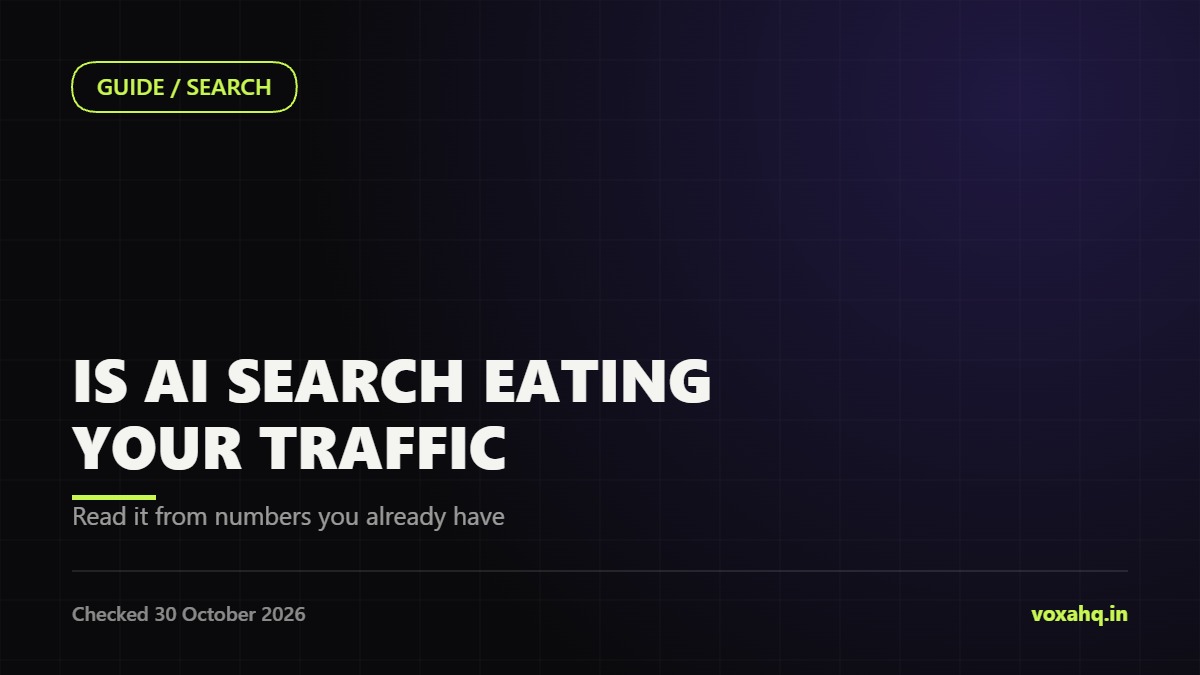 GUIDE / SEARCH
IS AI SEARCH EATING
YOUR TRAFFIC
Read it from numbers you already have
Checked 30 October 2026
voxahq.in